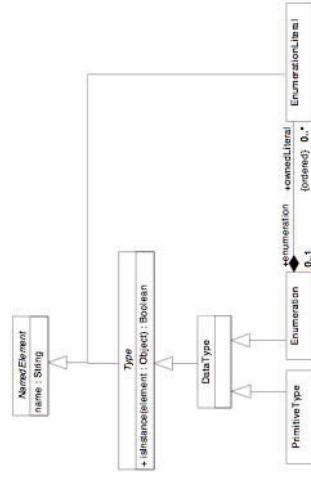 NamedElement
name : String
Type
+ isInstance(element : Object) : Boolean
DataType
PrimitiveType
Enumeration
+enumeration
0..1
+ownedLiteral
{ordered}
0..*
EnumerationLiteral